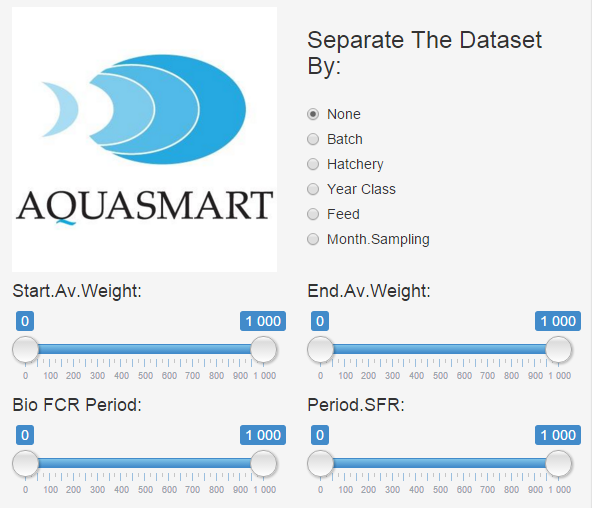 AQUASMART
Separate The Dataset
By:
None
Batch
Hatchery
Year Class
Feed
Month.Sampling
Start.Av.Weight:
0 1 000
0 100 200 300 400 500 600 700 800 900 1 000
End.Av.Weight:
0 1 000
0 100 200 300 400 500 600 700 800 900 1 000
Bio FCR Period:
0 1 000
0 100 200 300 400 500 600 700 800 900 1 000
Period.SFR:
0 1 000
0 100 200 300 400 500 600 700 800 900 1 000